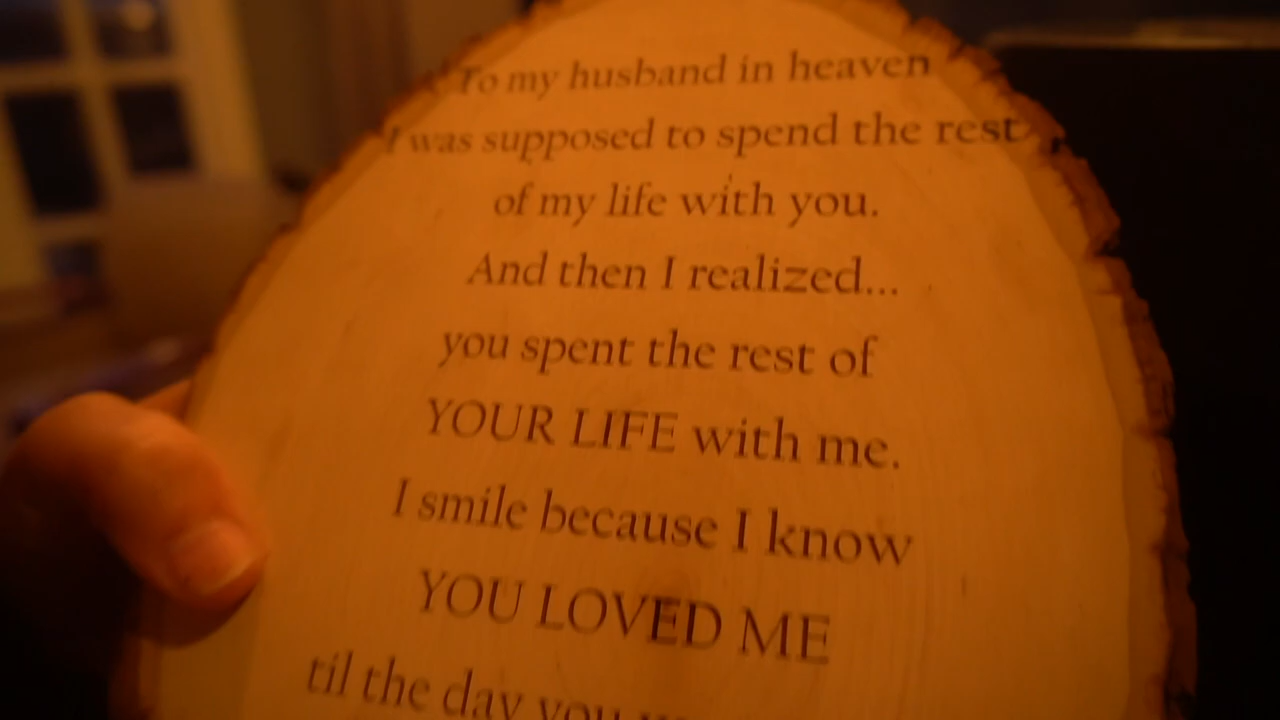 To my husband in heaven
I was supposed to spend the rest
of my life with you.
And then I realized...
you spent the rest of
YOUR LIFE with me.
I smile because I know
YOU LOVED ME
til the day you